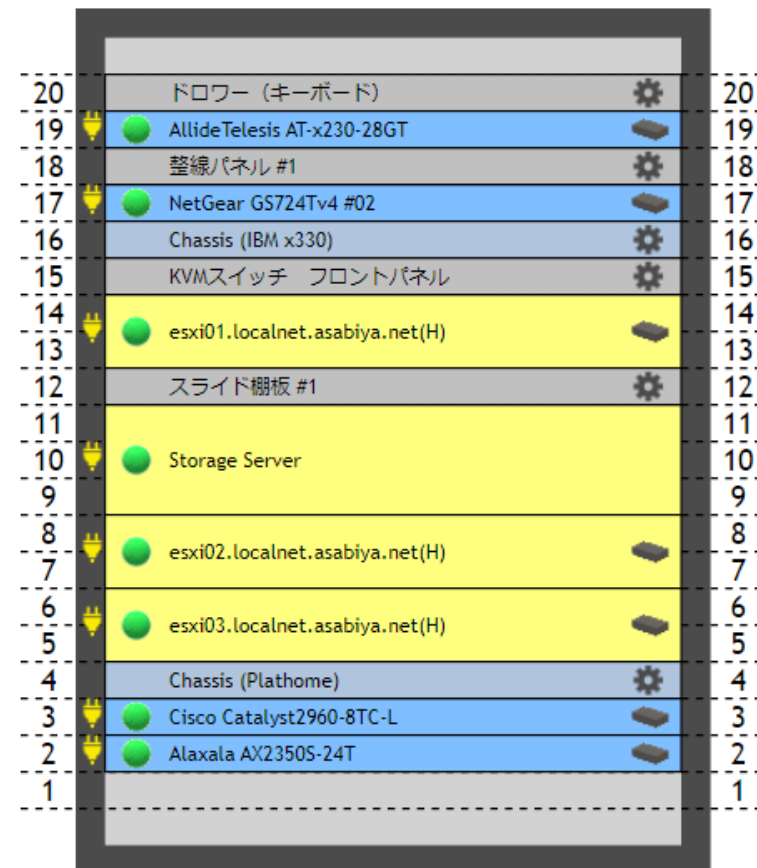 20 ドロワー（キーボード） 20
19 AllideTelesis AT-x230-28GT 19
18 整線パネル #1 18
17 NetGear GS724Tv4 #02 17
16 Chassis (IBM x330) 16
15 KVMスイッチ　フロントパネル 15
14 14
esxi01.localnet.asabiya.net(H)
13 13
12 スライド棚板 #1 12
11 11
10 Storage Server 10
9 9
8 8
esxi02.localnet.asabiya.net(H)
7 7
6 6
esxi03.localnet.asabiya.net(H)
5 5
4 Chassis (Plathome) 4
3 Cisco Catalyst2960-8TC-L 3
2 Alaxala AX2350S-24T 2
1 1